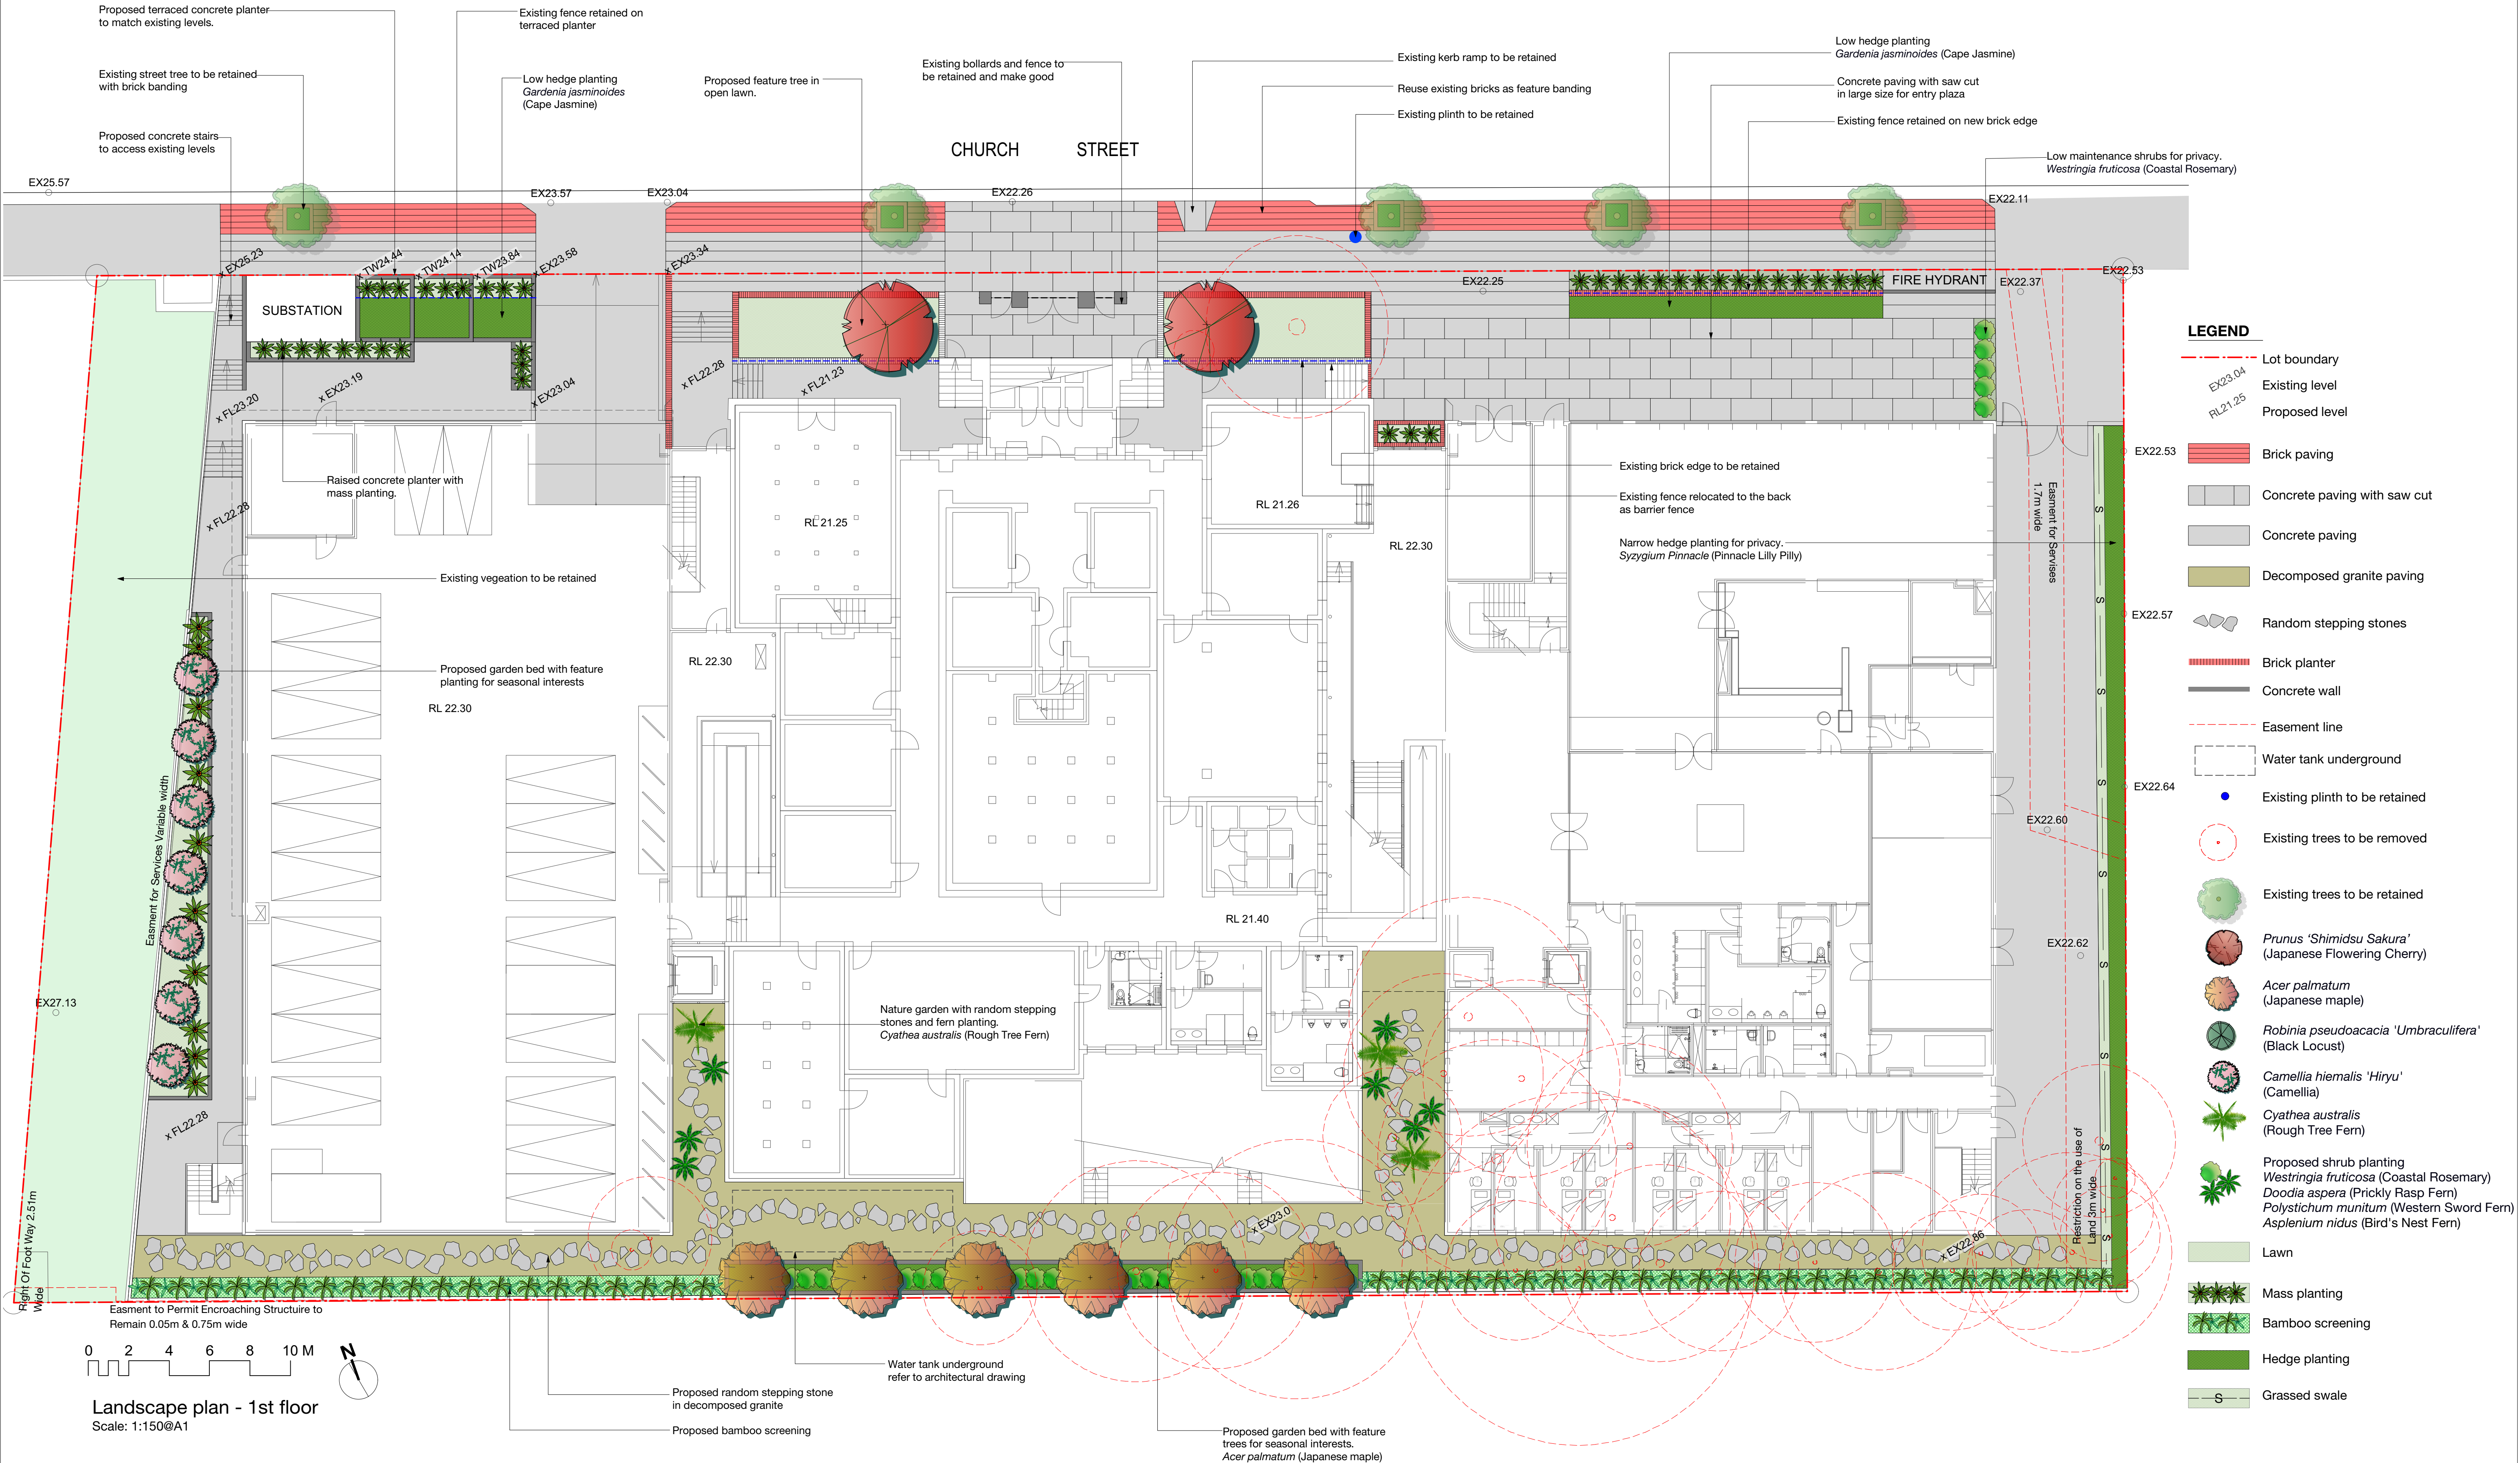 Proposed terraced concrete planter
to match existing levels.
Existing fence retained on
terraced planter
Existing street tree to be retained
with brick banding
Low hedge planting
Gardenia jasminoides
(Cape Jasmine)
Proposed concrete stairs
to access existing levels
Proposed feature tree in
open lawn.
Existing bollards and fence to
be retained and make good
Existing kerb ramp to be retained
Reuse existing bricks as feature banding
Existing plinth to be retained
Low hedge planting
Gardenia jasminoides (Cape Jasmine)
Concrete paving with saw cut
in large size for entry plaza
Existing fence retained on new brick edge
Low maintenance shrubs for privacy.
Westringia fruticosa (Coastal Rosemary)
CHURCH STREET
EX25.57
EX23.57
EX23.04
EX22.26
EX22.11
x EX25.23
x TW24.44
x TW24.14
x TW23.84
x EX23.58
x EX23.34
EX22.25
FIRE HYDRANT
EX22.37
EX22.53
SUBSTATION
x FL23.20
x EX23.19
x EX23.04
x FL22.28
x FL21.23
Raised concrete planter with
mass planting.
x FL22.28
RL 21.25
RL 21.26
RL 22.30
Existing brick edge to be retained
Existing fence relocated to the back
as barrier fence
Narrow hedge planting for privacy.
Syzygium Pinnacle (Pinnacle Lilly Pilly)
Easment for Servises
1.7m wide
EX22.53
EX22.57
EX22.64
EX22.60
EX22.62
S
S
S
S
S
S
S
S
S
Existing vegeation to be retained
Proposed garden bed with feature
planting for seasonal interests
RL 22.30
RL 22.30
Easment for Services Variable width
RL 21.40
EX27.13
Nature garden with random stepping
stones and fern planting.
Cyathea australis (Rough Tree Fern)
x FL22.28
x EX23.0
x EX22.86
Restriction on the use of
Land 3m wide
Right Of Foot Way 2.51m
Wide
Easment to Permit Encroaching Structuire to
Remain 0.05m & 0.75m wide
0 2 4 6 8 10 M
N
Landscape plan - 1st floor
Scale: 1:150@A1
Water tank underground
refer to architectural drawing
Proposed random stepping stone
in decomposed granite
Proposed bamboo screening
Proposed garden bed with feature
trees for seasonal interests.
Acer palmatum (Japanese maple)
LEGEND
Lot boundary
EX23.04
Existing level
RL21.25
Proposed level
Brick paving
Concrete paving with saw cut
Concrete paving
Decomposed granite paving
Random stepping stones
Brick planter
Concrete wall
Easement line
Water tank underground
Existing plinth to be retained
Existing trees to be removed
Existing trees to be retained
Prunus ‘Shimidsu Sakura’
(Japanese Flowering Cherry)
Acer palmatum
(Japanese maple)
Robinia pseudoacacia 'Umbraculifera'
(Black Locust)
Camellia hiemalis 'Hiryu'
(Camellia)
Cyathea australis
(Rough Tree Fern)
Proposed shrub planting
Westringia fruticosa (Coastal Rosemary)
Doodia aspera (Prickly Rasp Fern)
Polystichum munitum (Western Sword Fern)
Asplenium nidus (Bird's Nest Fern)
Lawn
Mass planting
Bamboo screening
Hedge planting
S
Grassed swale